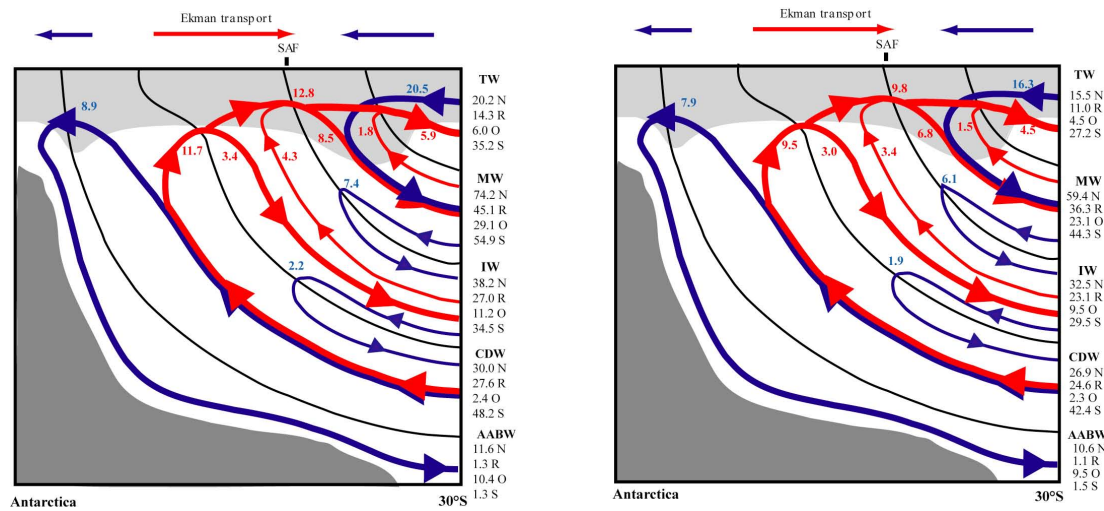 Ekman transport
SAF
8.9
12.8
20.5
11.7
3.4
4.3
8.5
1.8
5.9
7.4
2.2
TW
20.2 N
14.3 R
6.0 O
35.2 S
MW
74.2 N
45.1 R
29.1 O
54.9 S
IW
38.2 N
27.0 R
11.2 O
34.5 S
CDW
30.0 N
27.6 R
2.4 O
48.2 S
AABW
11.6 N
1.3 R
10.4 O
1.3 S
Antarctica
30°S
Ekman transport
SAF
7.9
9.8
16.3
9.5
3.0
3.4
6.8
1.5
4.5
6.1
1.9
TW
15.5 N
11.0 R
4.5 O
27.2 S
MW
59.4 N
36.3 R
23.1 O
44.3 S
IW
32.5 N
23.1 R
9.5 O
29.5 S
CDW
26.9 N
24.6 R
2.3 O
42.4 S
AABW
10.6 N
1.1 R
9.5 O
1.5 S
Antarctica
30°S